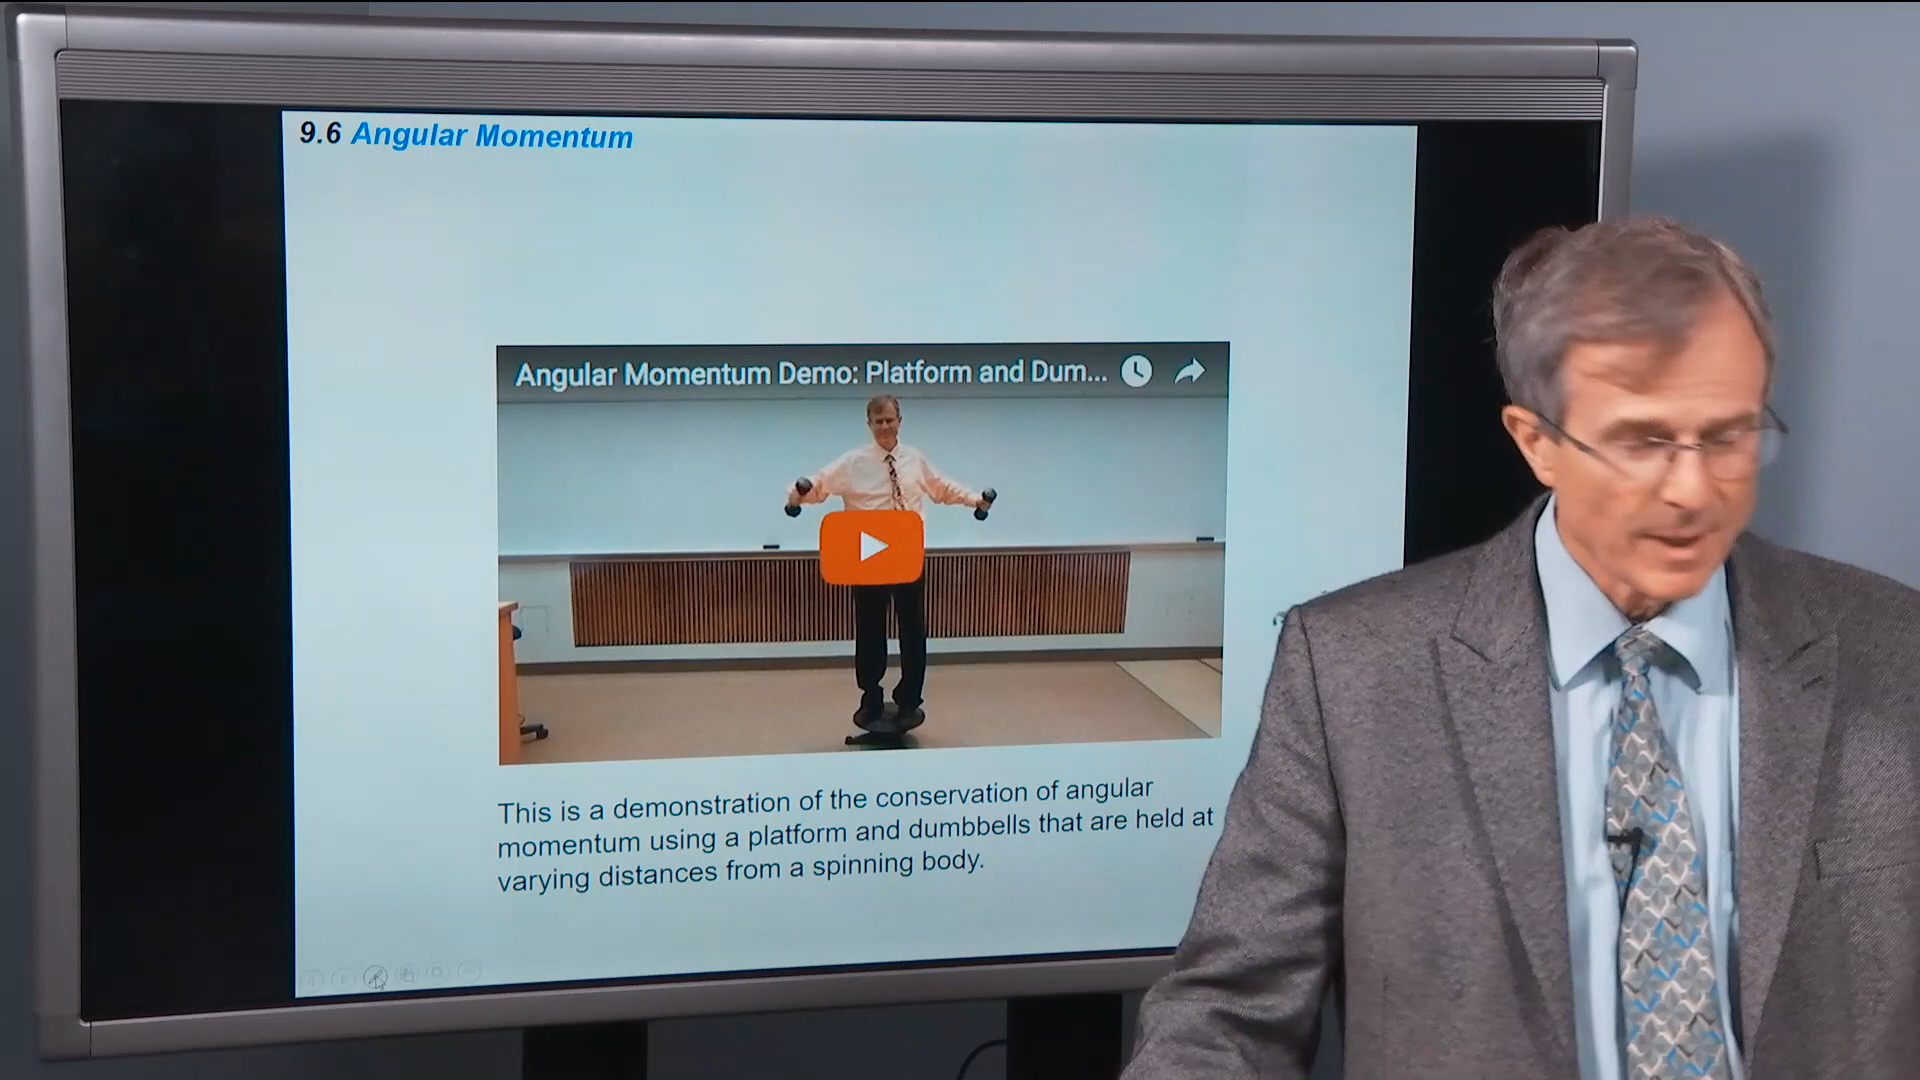 9.6 Angular Momentum
Angular Momentum Demo: Platform and Dum...
This is a demonstration of the conservation of angular
momentum using a platform and dumbbells that are held at
varying distances from a spinning body.